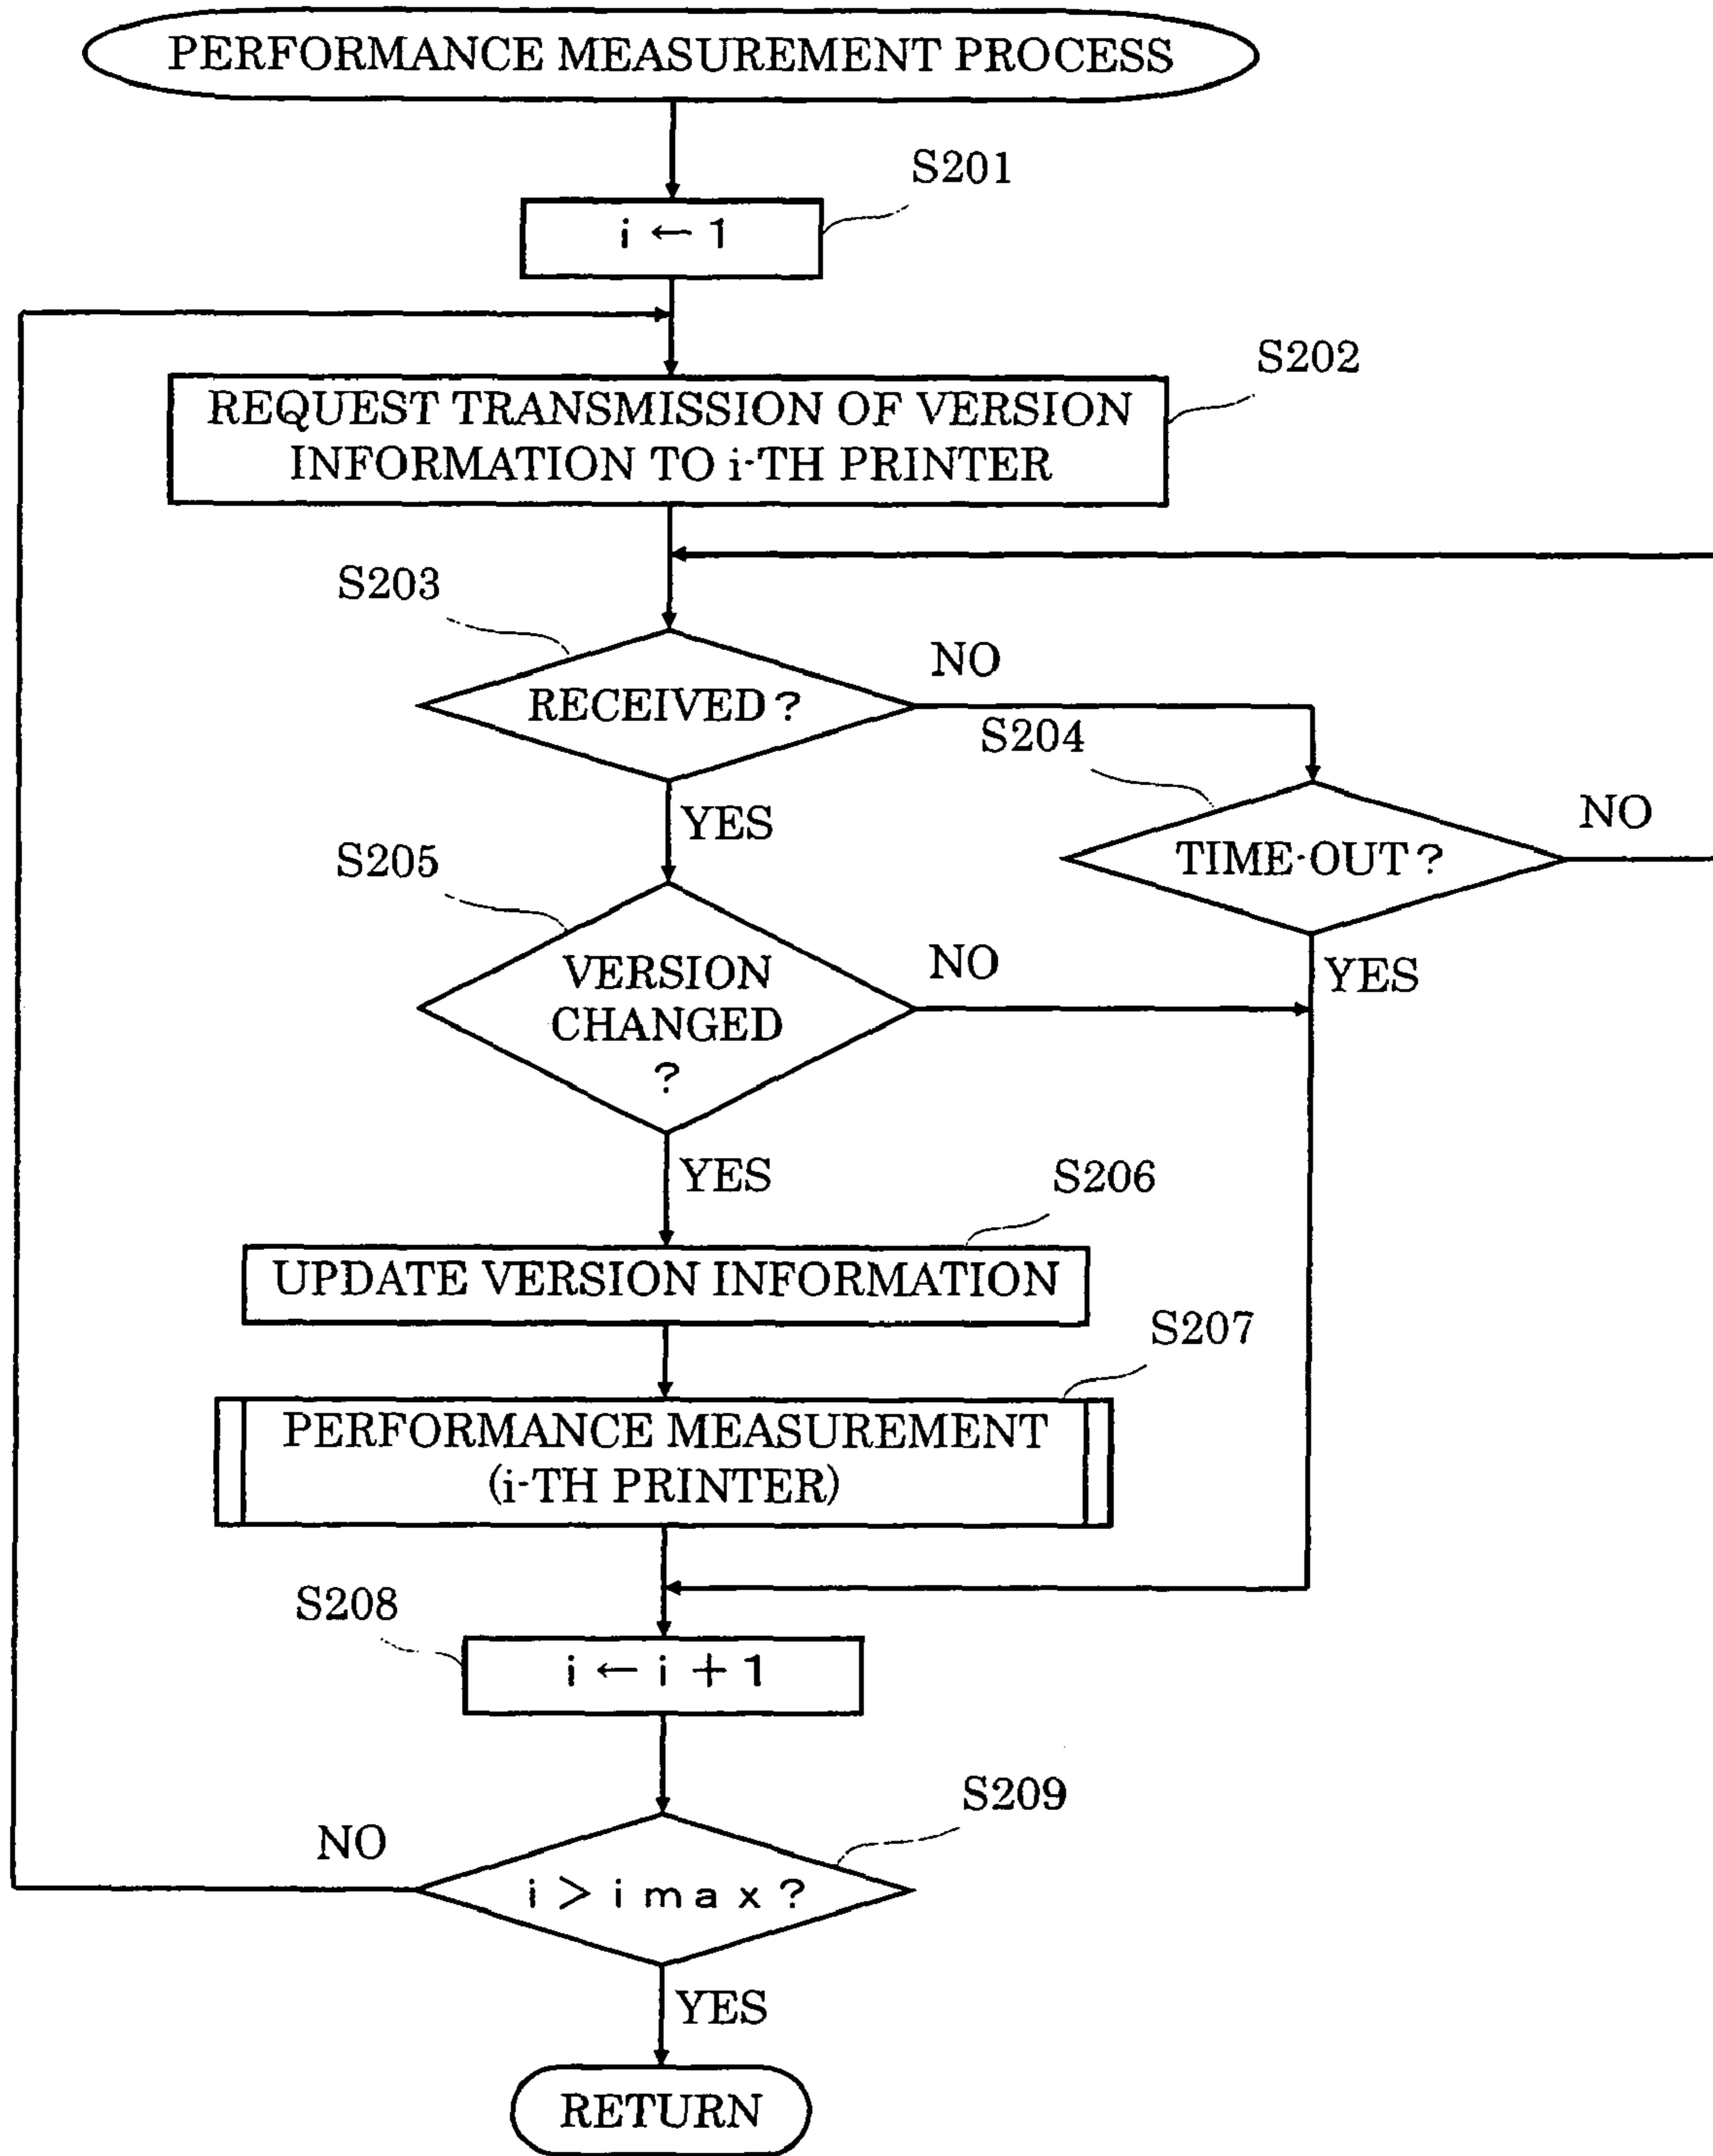 PERFORMANCE MEASUREMENT PROCESS
S201
i ← 1
S202
REQUEST TRANSMISSION OF VERSION
INFORMATION TO i-TH PRINTER
S203
RECEIVED?
NO
S204
YES
TIME-OUT?
NO
S205
VERSION
CHANGED
?
NO
YES
YES
S206
UPDATE VERSION INFORMATION
S207
PERFORMANCE MEASUREMENT
(i-TH PRINTER)
S208
i ← i + 1
S209
NO
i > i m a x ?
YES
RETURN